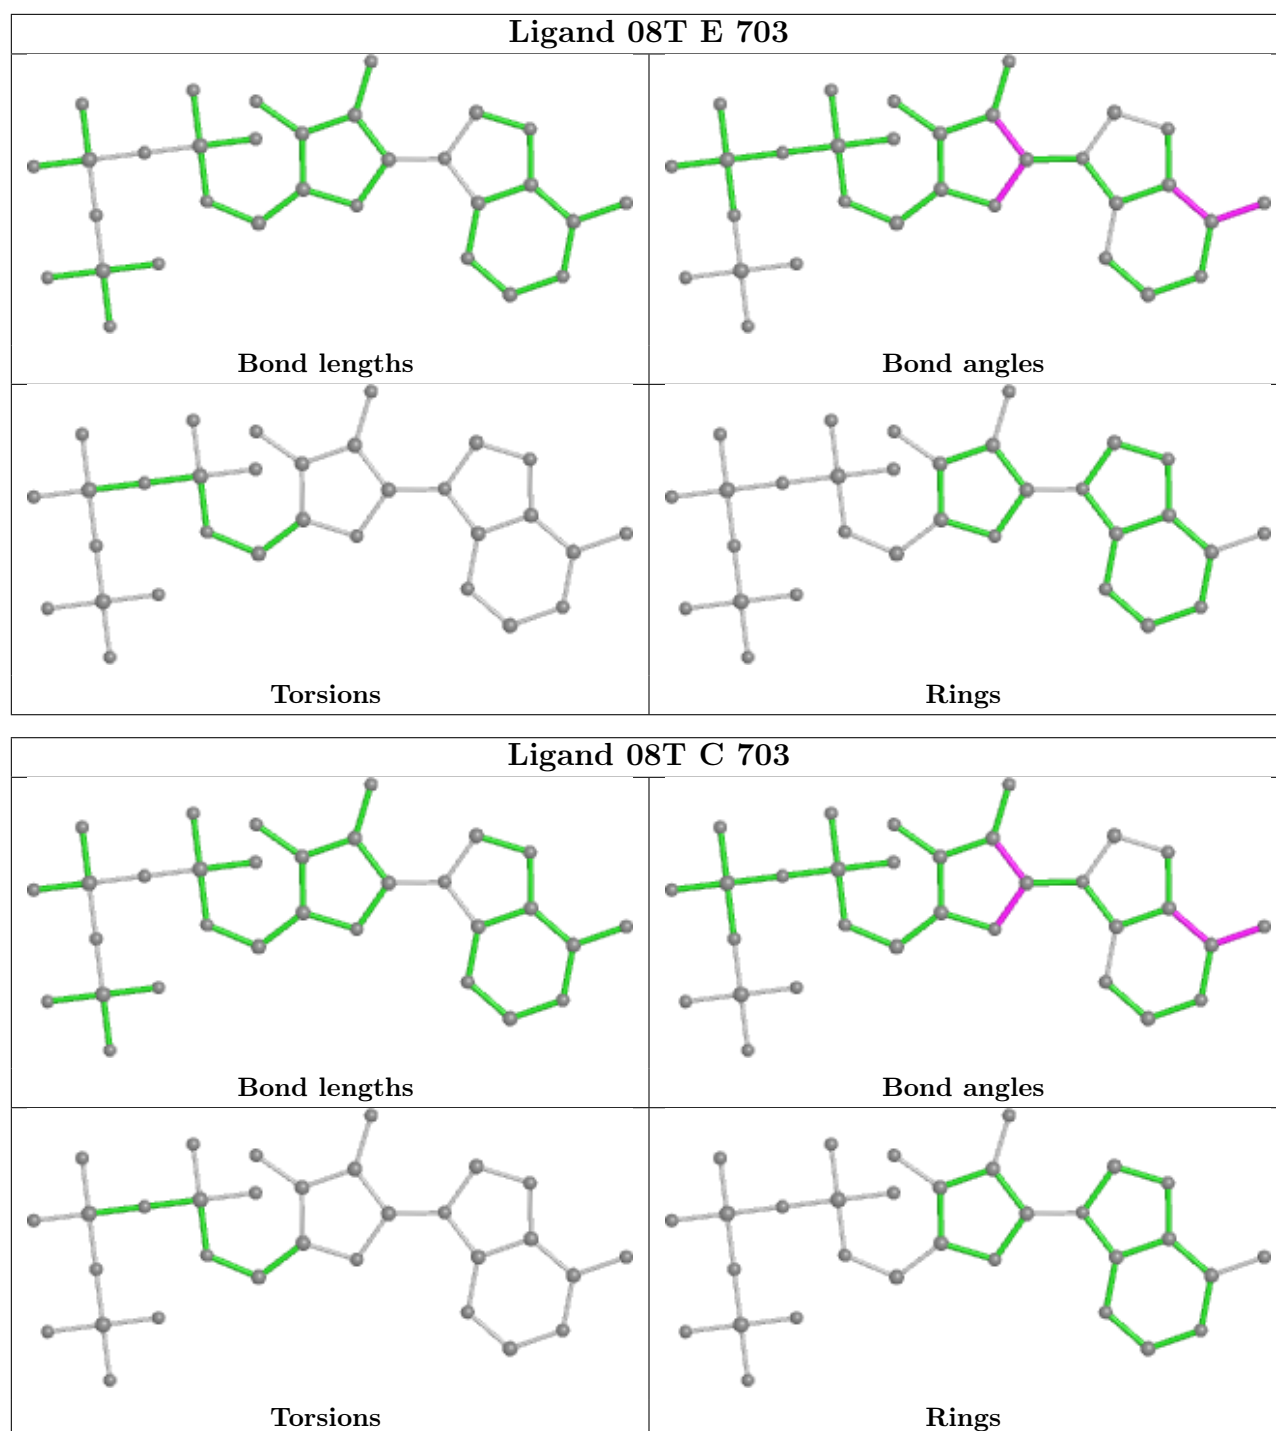 Ligand 08T E 703
Bond lengths
Bond angles
Torsions
Rings
Ligand 08T C 703
Bond lengths
Bond angles
Torsions
Rings